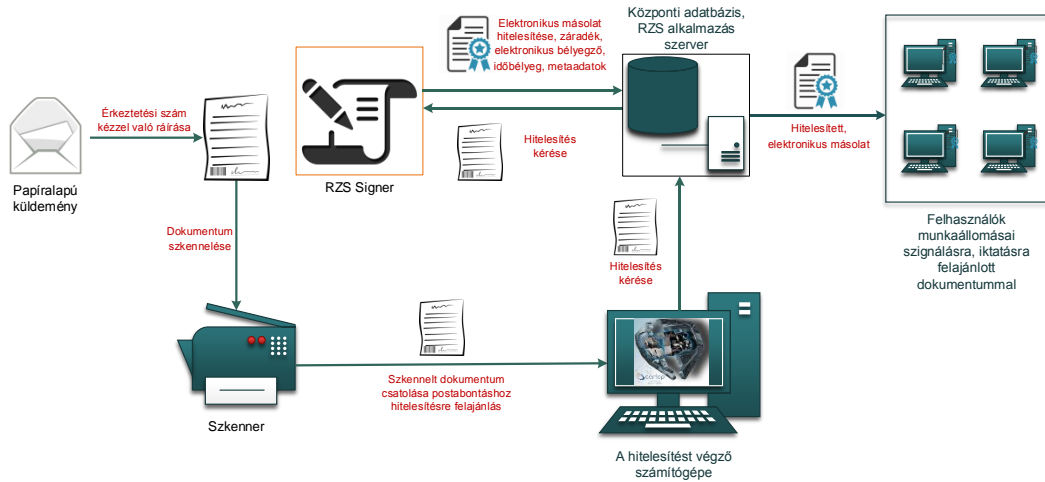 Elektronikus másolat
hitelesítése, záradék,
elektronikus bélyegző,
időbélyeg, metaadatok
Központi adatbázis,
RZS alkalmazás
szerver
Érkeztetési szám
kézzel való ráírása
Papíralapú
küldemény
RZS Signer
Hitelesítés
kérése
Hitelesített,
elektronikus másolat
Felhasználók
munkaállomásai
szignálásra, iktatásra
felajánlott
dokumentummal
Dokumentum
szkennelése
Hitelesítés
kérése
Szkennelt dokumentum
csatolása postabontáshoz
hitelesítésre felajánlás
Szkenner
A hitelesítést végző
számítógépe